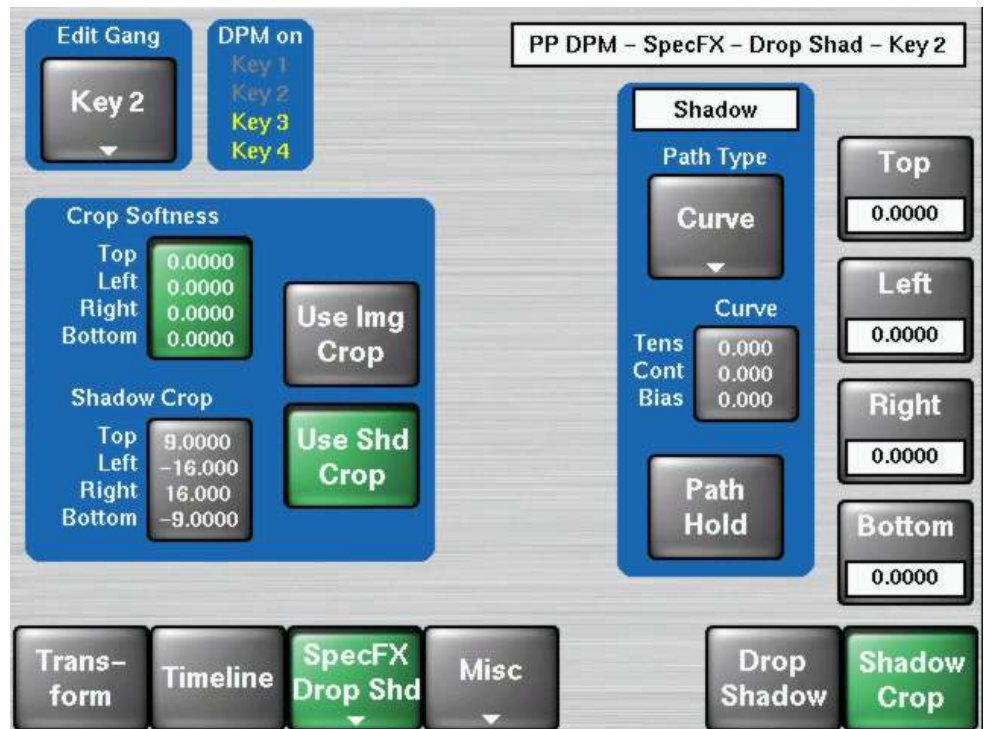 Edit Gang
Key 2
DPM on
Key 1
Key 2
Key 3
Key 4
PP DPM – SpecFX – Drop Shad – Key 2
Crop Softness
Top 0.0000
Left 0.0000
Right 0.0000
Bottom 0.0000
Use Img
Crop
Shadow Crop
Top 9.0000
Left –16.000
Right 16.000
Bottom –9.0000
Use Shd
Crop
Shadow
Path Type
Curve
Curve
Tens 0.000
Cont 0.000
Bias 0.000
Path
Hold
Top
0.0000
Left
0.0000
Right
0.0000
Bottom
0.0000
Trans–
form
Timeline
SpecFX
Drop Shd
Misc
Drop
Shadow
Shadow
Crop